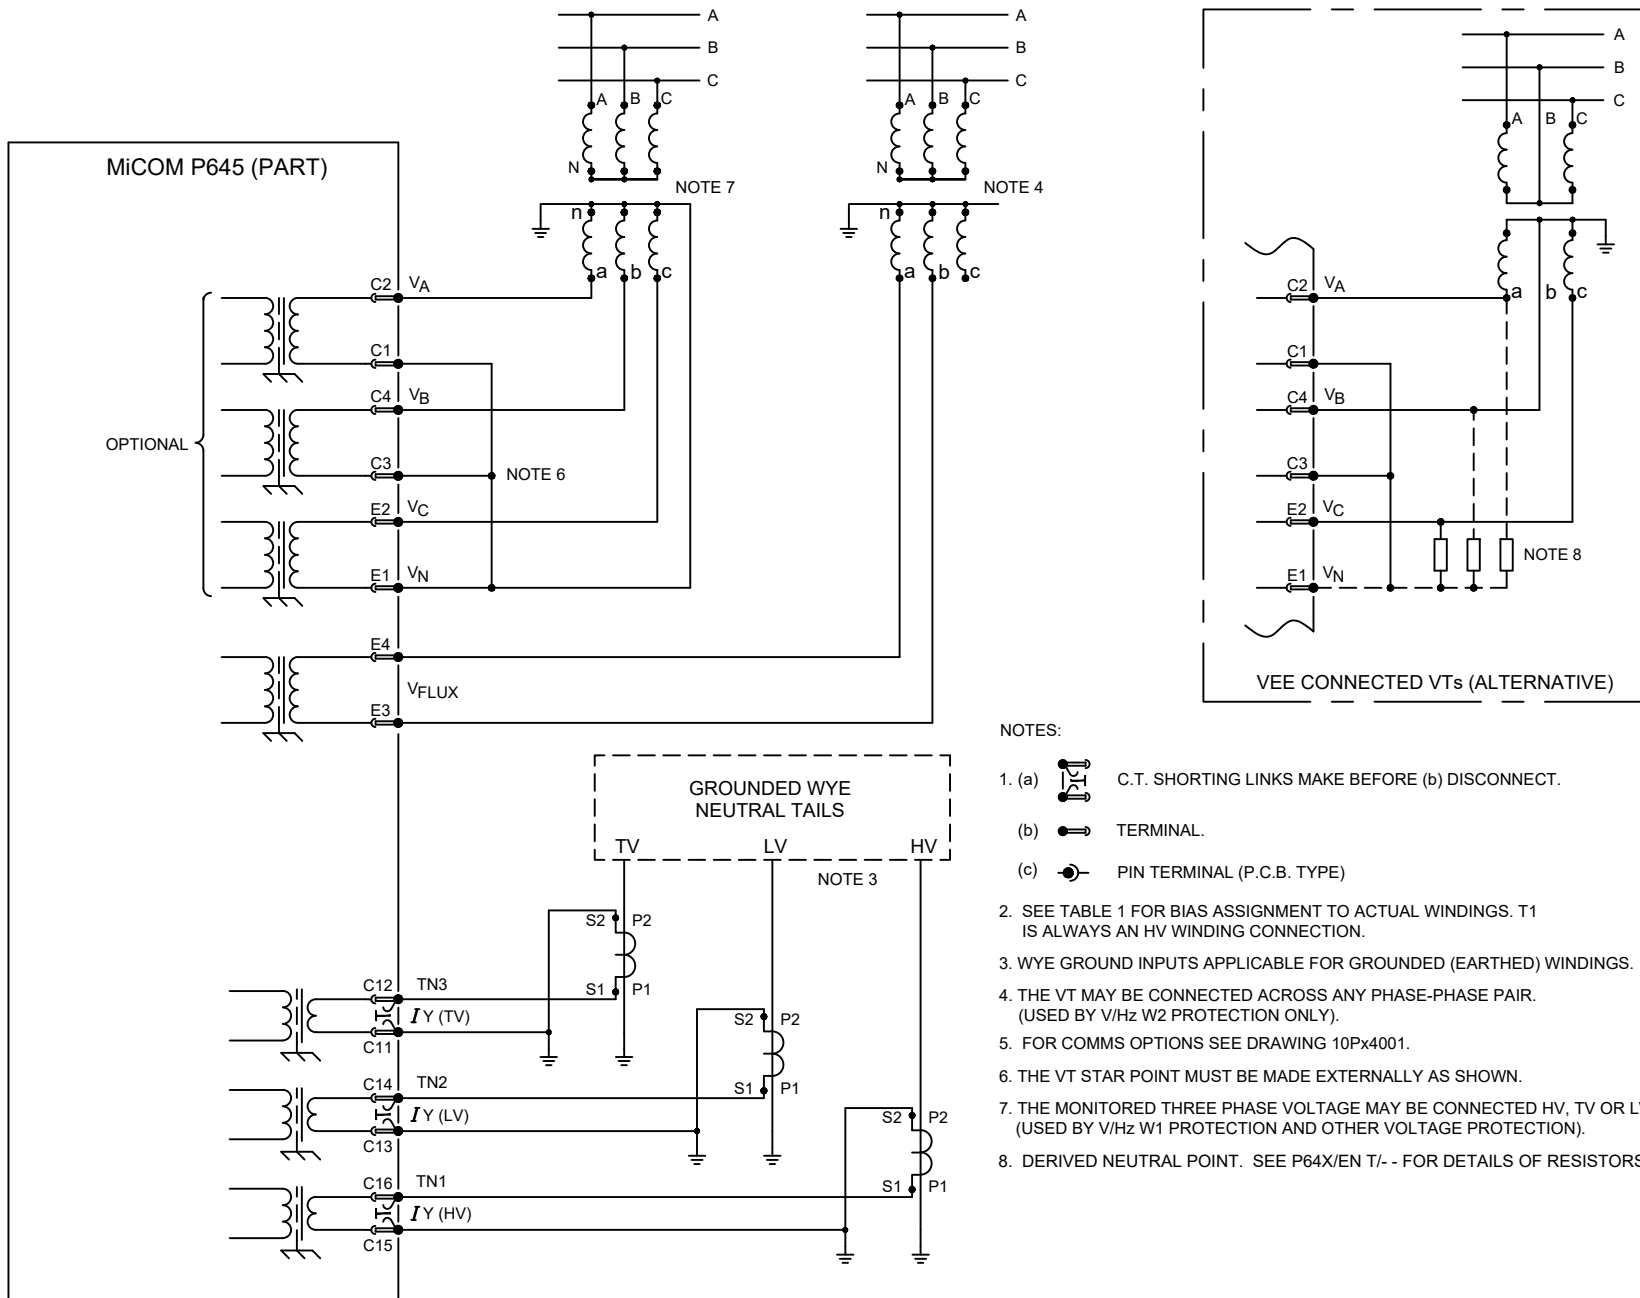 A
B
C
A B C
N
NOTE 7
n
a b c
A
B
C
A B C
N
NOTE 4
n
a b c
A
B
C
A B C
a b c
MiCOM P645 (PART)
OPTIONAL
C2 VA
C1
C4 VB
C3
NOTE 6
E2 VC
E1 VN
E4
VFLUX
E3
C2 VA
C1
C4 VB
C3
E2 VC
NOTE 8
E1 VN
VEE CONNECTED VTs (ALTERNATIVE)
GROUNDED WYE
NEUTRAL TAILS
TV LV HV
NOTE 3
S2 P2
S1 P1
C12 TN3
IY (TV)
C11
S2 P2
S1 P1
C14 TN2
IY (LV)
C13
S2 P2
S1 P1
C16 TN1
IY (HV)
C15
NOTES:
1. (a) C.T. SHORTING LINKS MAKE BEFORE (b) DISCONNECT.
(b) TERMINAL.
(c) PIN TERMINAL (P.C.B. TYPE)
2. SEE TABLE 1 FOR BIAS ASSIGNMENT TO ACTUAL WINDINGS. T1
IS ALWAYS AN HV WINDING CONNECTION.
3. WYE GROUND INPUTS APPLICABLE FOR GROUNDED (EARTHED) WINDINGS.
4. THE VT MAY BE CONNECTED ACROSS ANY PHASE-PHASE PAIR.
(USED BY V/Hz W2 PROTECTION ONLY).
5. FOR COMMS OPTIONS SEE DRAWING 10Px4001.
6. THE VT STAR POINT MUST BE MADE EXTERNALLY AS SHOWN.
7. THE MONITORED THREE PHASE VOLTAGE MAY BE CONNECTED HV, TV OR
(USED BY V/Hz W1 PROTECTION AND OTHER VOLTAGE PROTECTION).
8. DERIVED NEUTRAL POINT. SEE P64X/EN T/- - FOR DETAILS OF RESISTORS